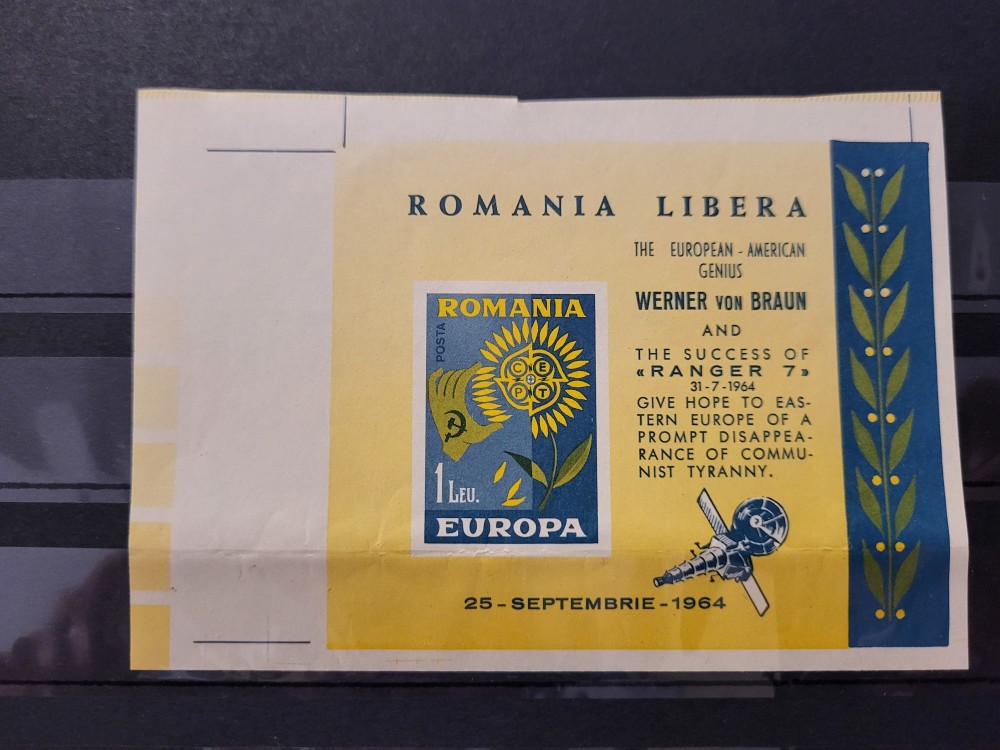 ROMANIA LIBERA
THE EUROPEAN - AMERICAN
GENIUS
WERNER VON BRAUN
AND
THE SUCCESS OF
«RANGER 7»
31-7-1964
GIVE HOPE TO EAS-
TERN EUROPE OF A
PROMPT DISAPPEA-
RANCE OF COMMU-
NIST TYRANNY.
ROMANIA
POSTA
C E
P T
1 LEU.
EUROPA
25 - SEPTEMBRIE - 1964